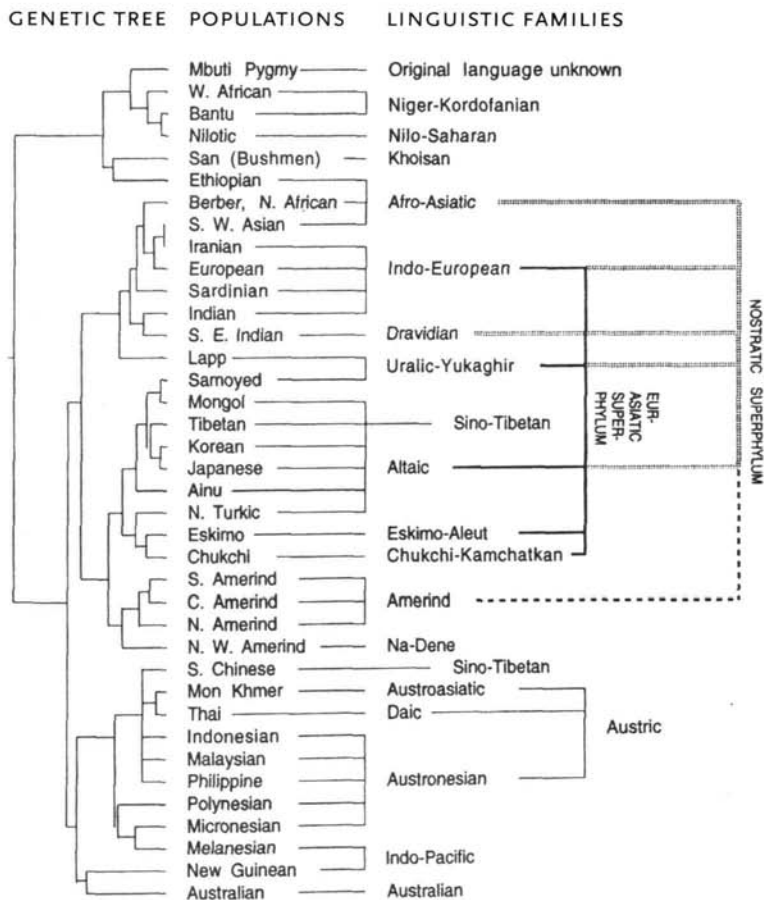 GENETIC TREE POPULATIONS LINGUISTIC FAMILIES
Mbuti Pygmy Original language unknown
W. African
Niger-Kordofanian
Bantu
Nilotic Nilo-Saharan
San (Bushmen) Khoisan
Ethiopian
Berber, N. African Afro-Asiatic
S. W. Asian
Iranian
European Indo-European
Sardinian
Indian
S. E. Indian Dravidian
Lapp
Uralic-Yukaghir
Samoyed
Mongol
Tibetan Sino-Tibetan
Korean
Japanese Altaic
Ainu
N. Turkic
Eskimo Eskimo-Aleut
Chukchi Chukchi-Kamchatkan
S. Amerind
C. Amerind Amerind
N. Amerind
N. W. Amerind Na-Dene
S. Chinese Sino-Tibetan
Mon Khmer Austroasiatic
Thai Daic
Austric
Indonesian
Malaysian
Philippine Austronesian
Polynesian
Micronesian
Melanesian
Indo-Pacific
New Guinean
Australian Australian
EUR-
ASIATIC
SUPER-
PHYLUM
NOSTRATIC SUPERPHYLUM